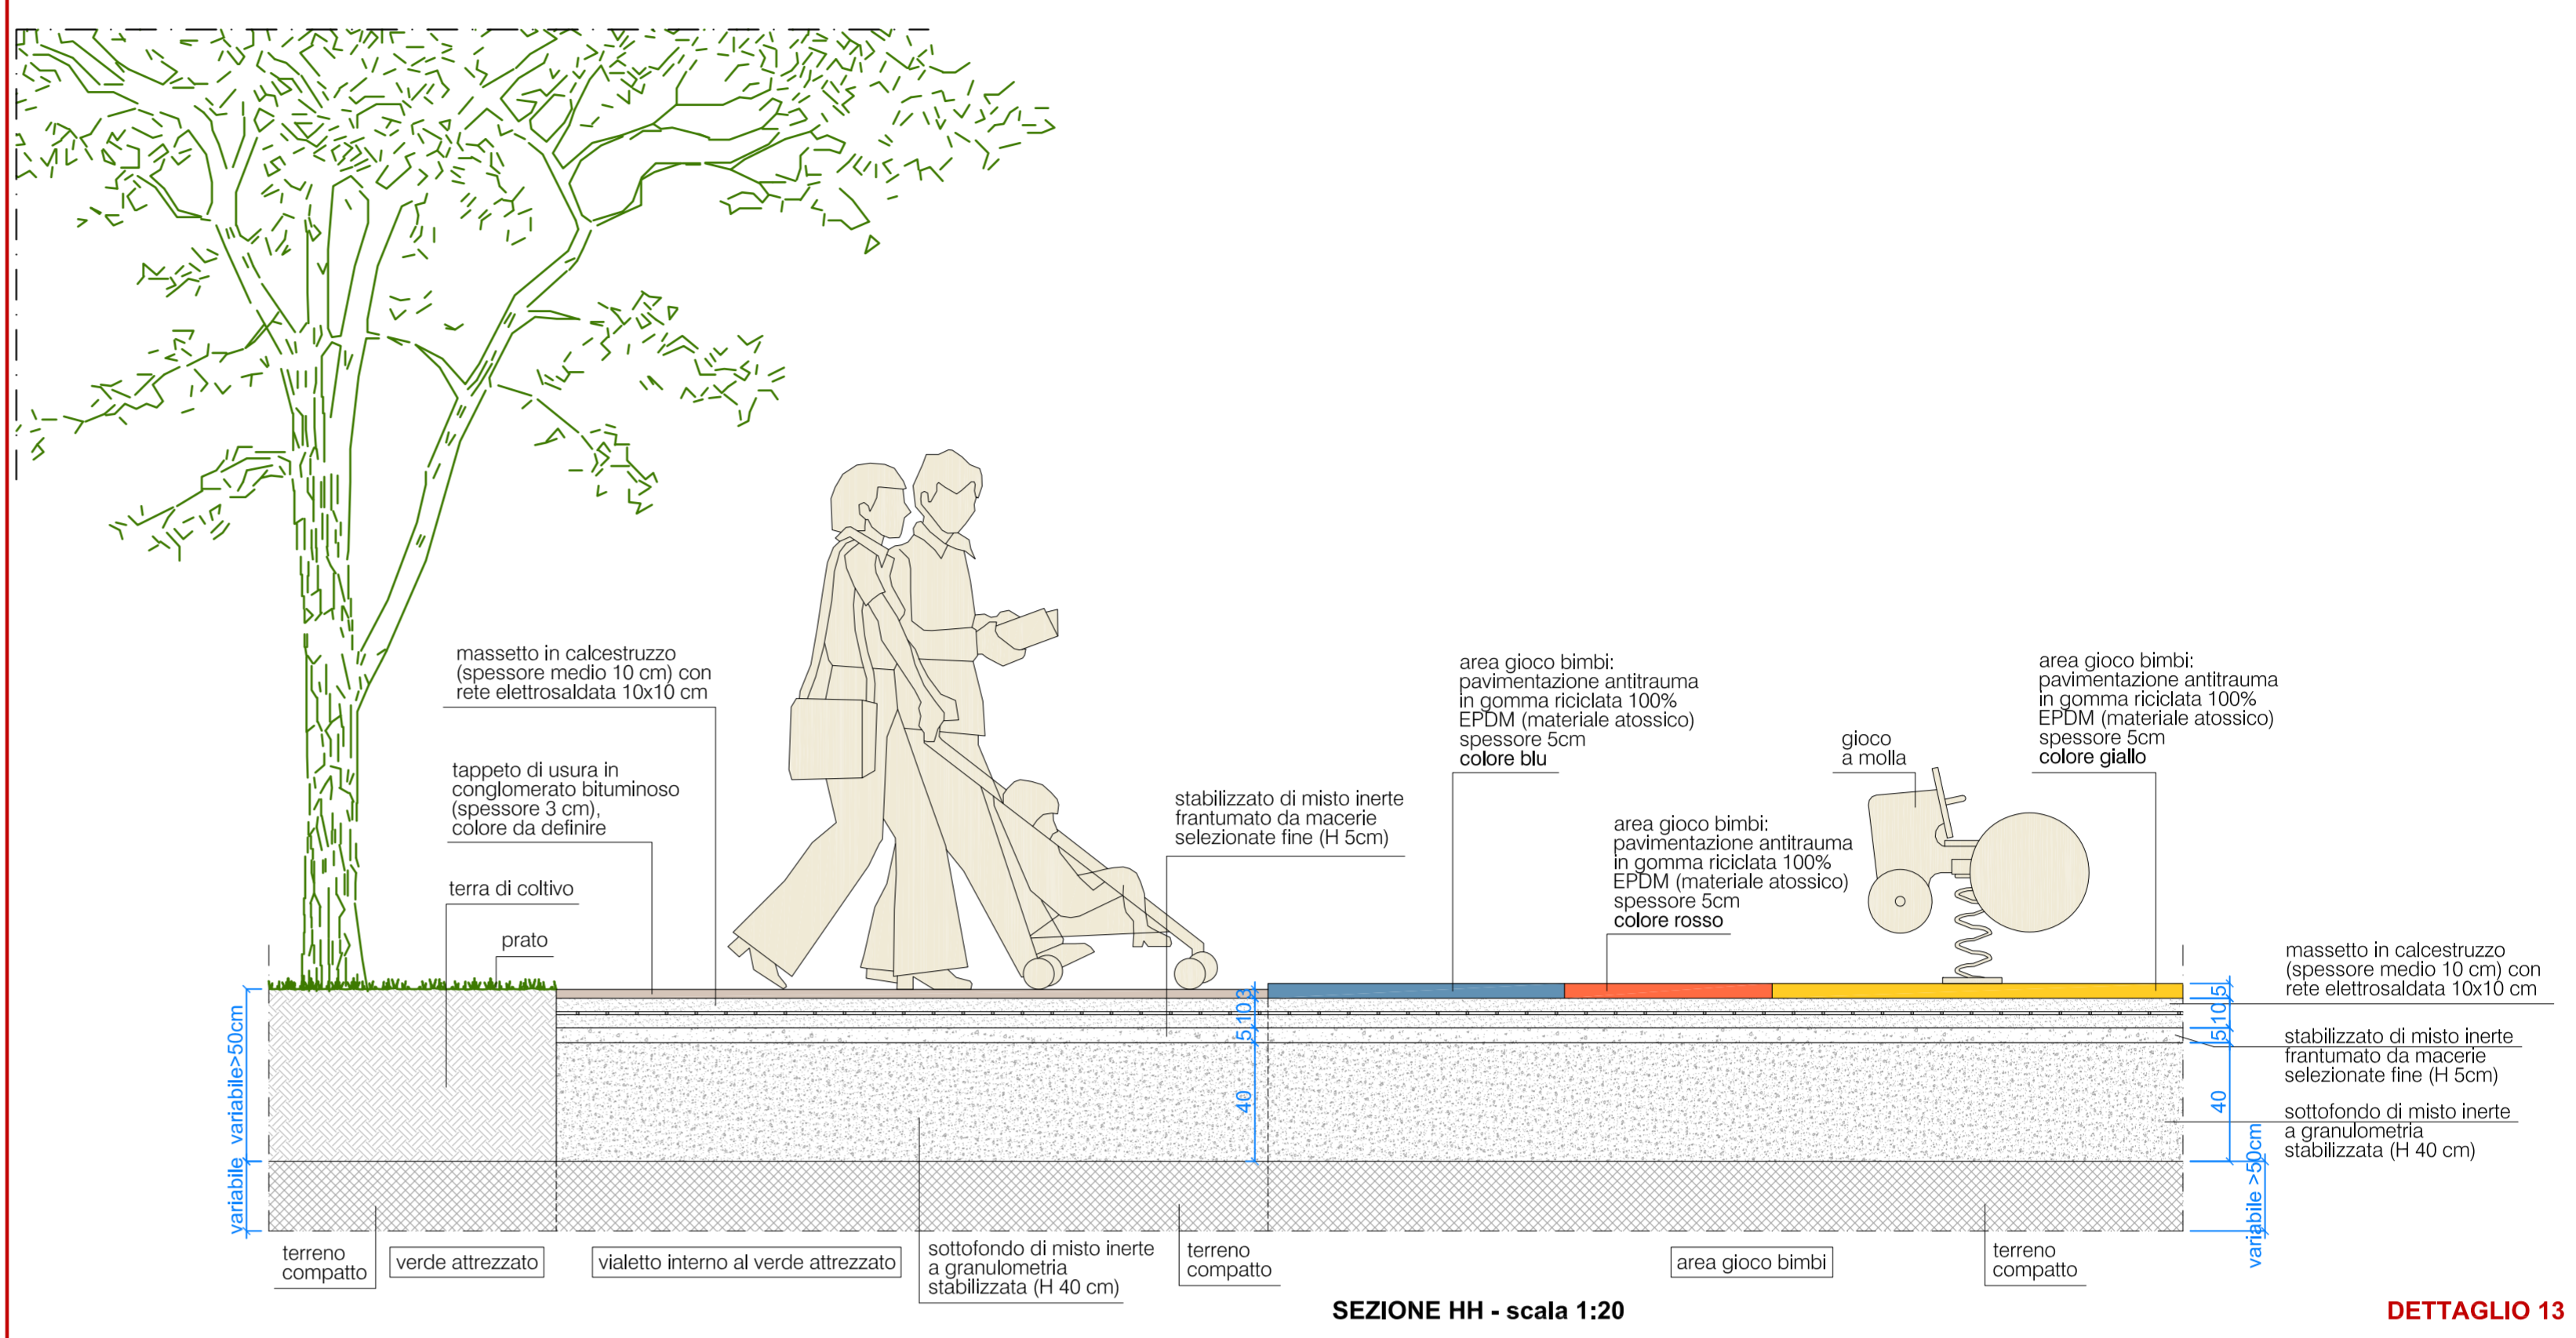 massetto in calcestruzzo
(spessore medio 10 cm) con
rete elettrosaldata 10x10 cm
tappeto di usura in
conglomerato bituminoso
(spessore 3 cm),
colore da definire
terra di coltivo
prato
stabilizzato di misto inerte
frantumato da macerie
selezionate fine (H 5cm)
area gioco bimbi:
pavimentazione antitrauma
in gomma riciclata 100%
EPDM (materiale atossico)
spessore 5cm
colore blu
area gioco bimbi:
pavimentazione antitrauma
in gomma riciclata 100%
EPDM (materiale atossico)
spessore 5cm
colore rosso
gioco
a molla
area gioco bimbi:
pavimentazione antitrauma
in gomma riciclata 100%
EPDM (materiale atossico)
spessore 5cm
colore giallo
massetto in calcestruzzo
(spessore medio 10 cm) con
rete elettrosaldata 10x10 cm
stabilizzato di misto inerte
frantumato da macerie
selezionate fine (H 5cm)
sottofondo di misto inerte
a granulometria
stabilizzata (H 40 cm)
variabile>50cm
variabile
3
10
5
40
5
10
5
40
variabile >50cm
terreno
compatto
verde attrezzato
vialetto interno al verde attrezzato
sottofondo di misto inerte
a granulometria
stabilizzata (H 40 cm)
terreno
compatto
area gioco bimbi
terreno
compatto
SEZIONE HH - scala 1:20
DETTAGLIO 13